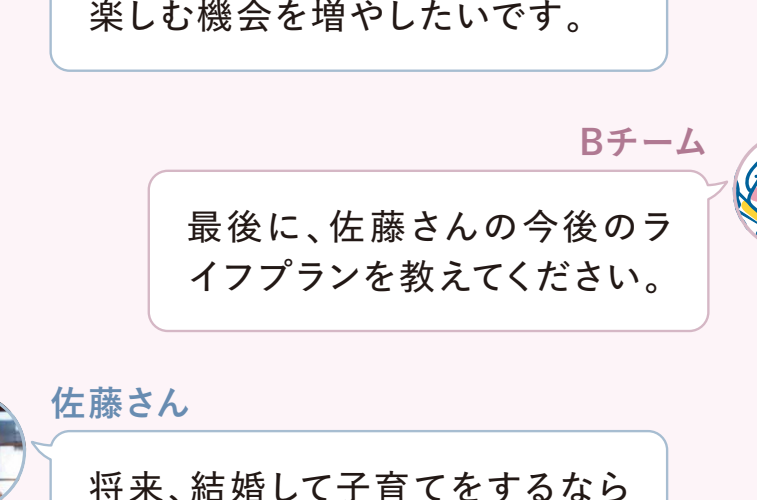 楽しむ機会を増やしたいです。
Bチーム
最後に、佐藤さんの今後のラ
イフプランを教えてください。
佐藤さん
将来、結婚して子育てをするなら